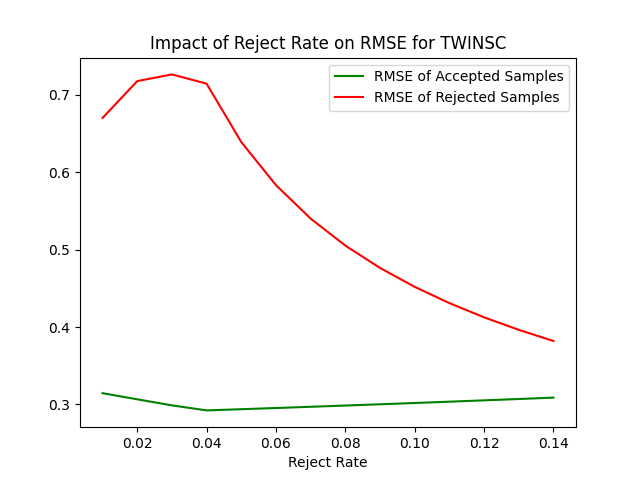 Impact of Reject Rate on RMSE for TWINSC
RMSE of Accepted Samples
RMSE of Rejected Samples
0.7
0.6
0.5
0.4
0.3
0.02 0.04 0.06 0.08 0.10 0.12 0.14
Reject Rate